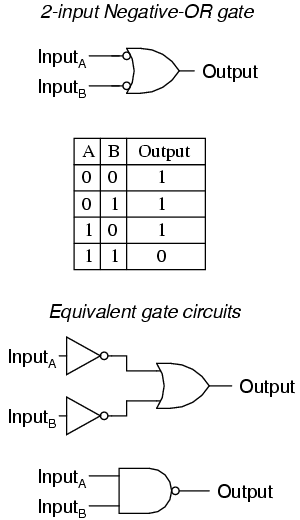 2-input Negative-OR gate
InputA
Output
InputB
A B Output
0 0 1
0 1 1
1 0 1
1 1 0
Equivalent gate circuits
InputA
Output
InputB
InputA
Output
InputB